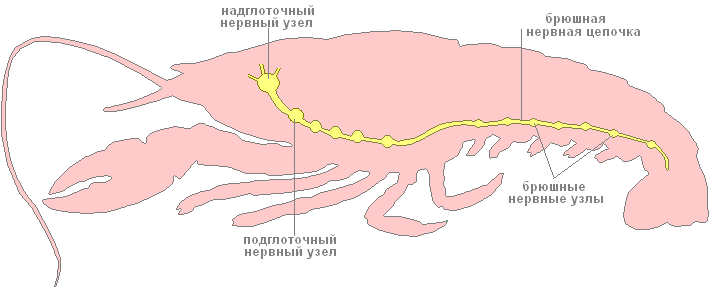 надглоточный
нервный узел
брюшная
нервная цепочка
брюшные
нервные узлы
подглоточный
нервный узел